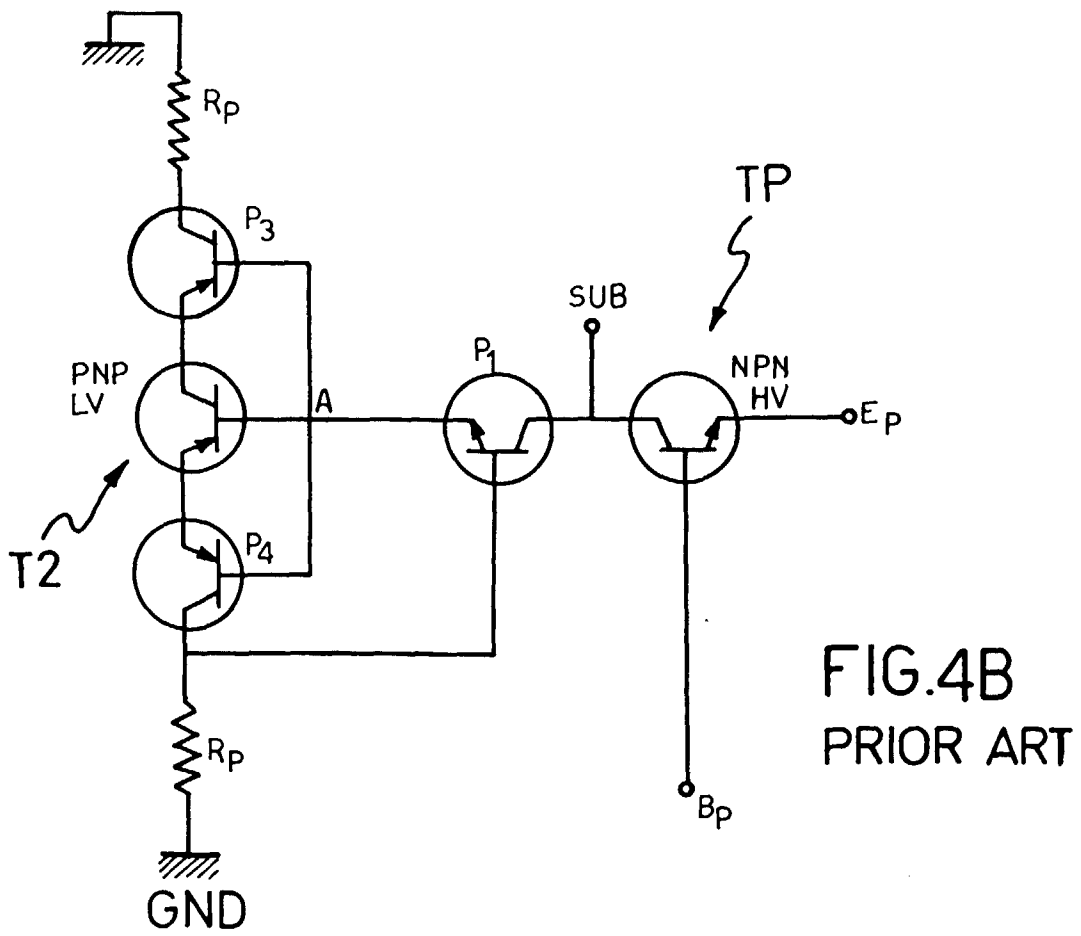 RP
P3
TP
SUB
P1
PNP
LV
NPN
HV
A
EP
P4
T2
FIG.4B
PRIOR ART
RP
BP
GND